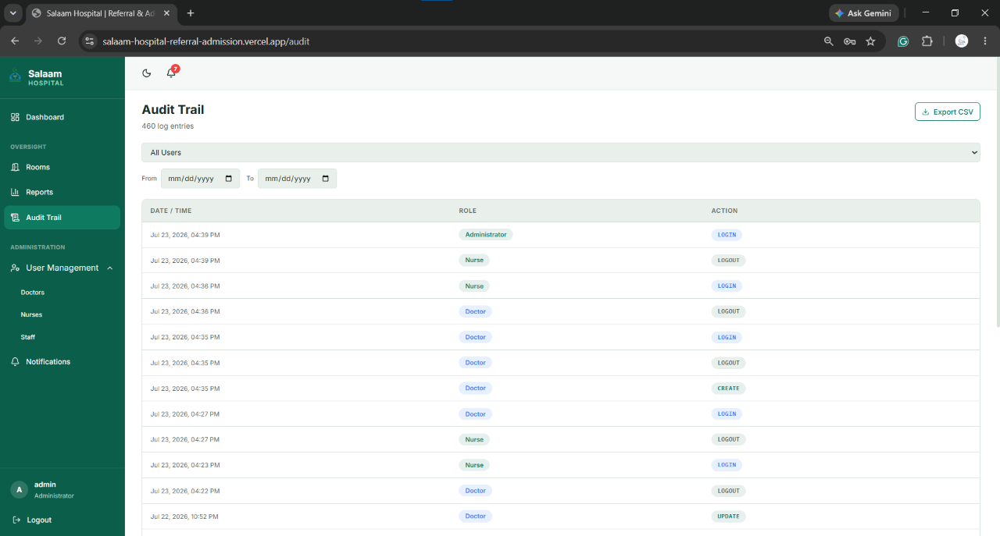 Salaam Hospital | Referral & Ad
Ask Gemini
salaam-hospital-referral-admission.vercel.app/audit
Salaam
HOSPITAL
7
Dashboard
OVERSIGHT
Rooms
Reports
Audit Trail
ADMINISTRATION
User Management
Doctors
Nurses
Staff
Notifications
A
admin
Administrator
Logout
Audit Trail
460 log entries
Export CSV
All Users
From mm/dd/yyyy To mm/dd/yyyy
DATE / TIME ROLE ACTION
Jul 23, 2026, 04:39 PM Administrator LOGIN
Jul 23, 2026, 04:39 PM Nurse LOGOUT
Jul 23, 2026, 04:36 PM Nurse LOGIN
Jul 23, 2026, 04:36 PM Doctor LOGOUT
Jul 23, 2026, 04:35 PM Doctor LOGIN
Jul 23, 2026, 04:35 PM Doctor LOGOUT
Jul 23, 2026, 04:35 PM Doctor CREATE
Jul 23, 2026, 04:27 PM Doctor LOGIN
Jul 23, 2026, 04:27 PM Nurse LOGOUT
Jul 23, 2026, 04:23 PM Nurse LOGIN
Jul 23, 2026, 04:22 PM Doctor LOGOUT
Jul 22, 2026, 10:52 PM Doctor UPDATE